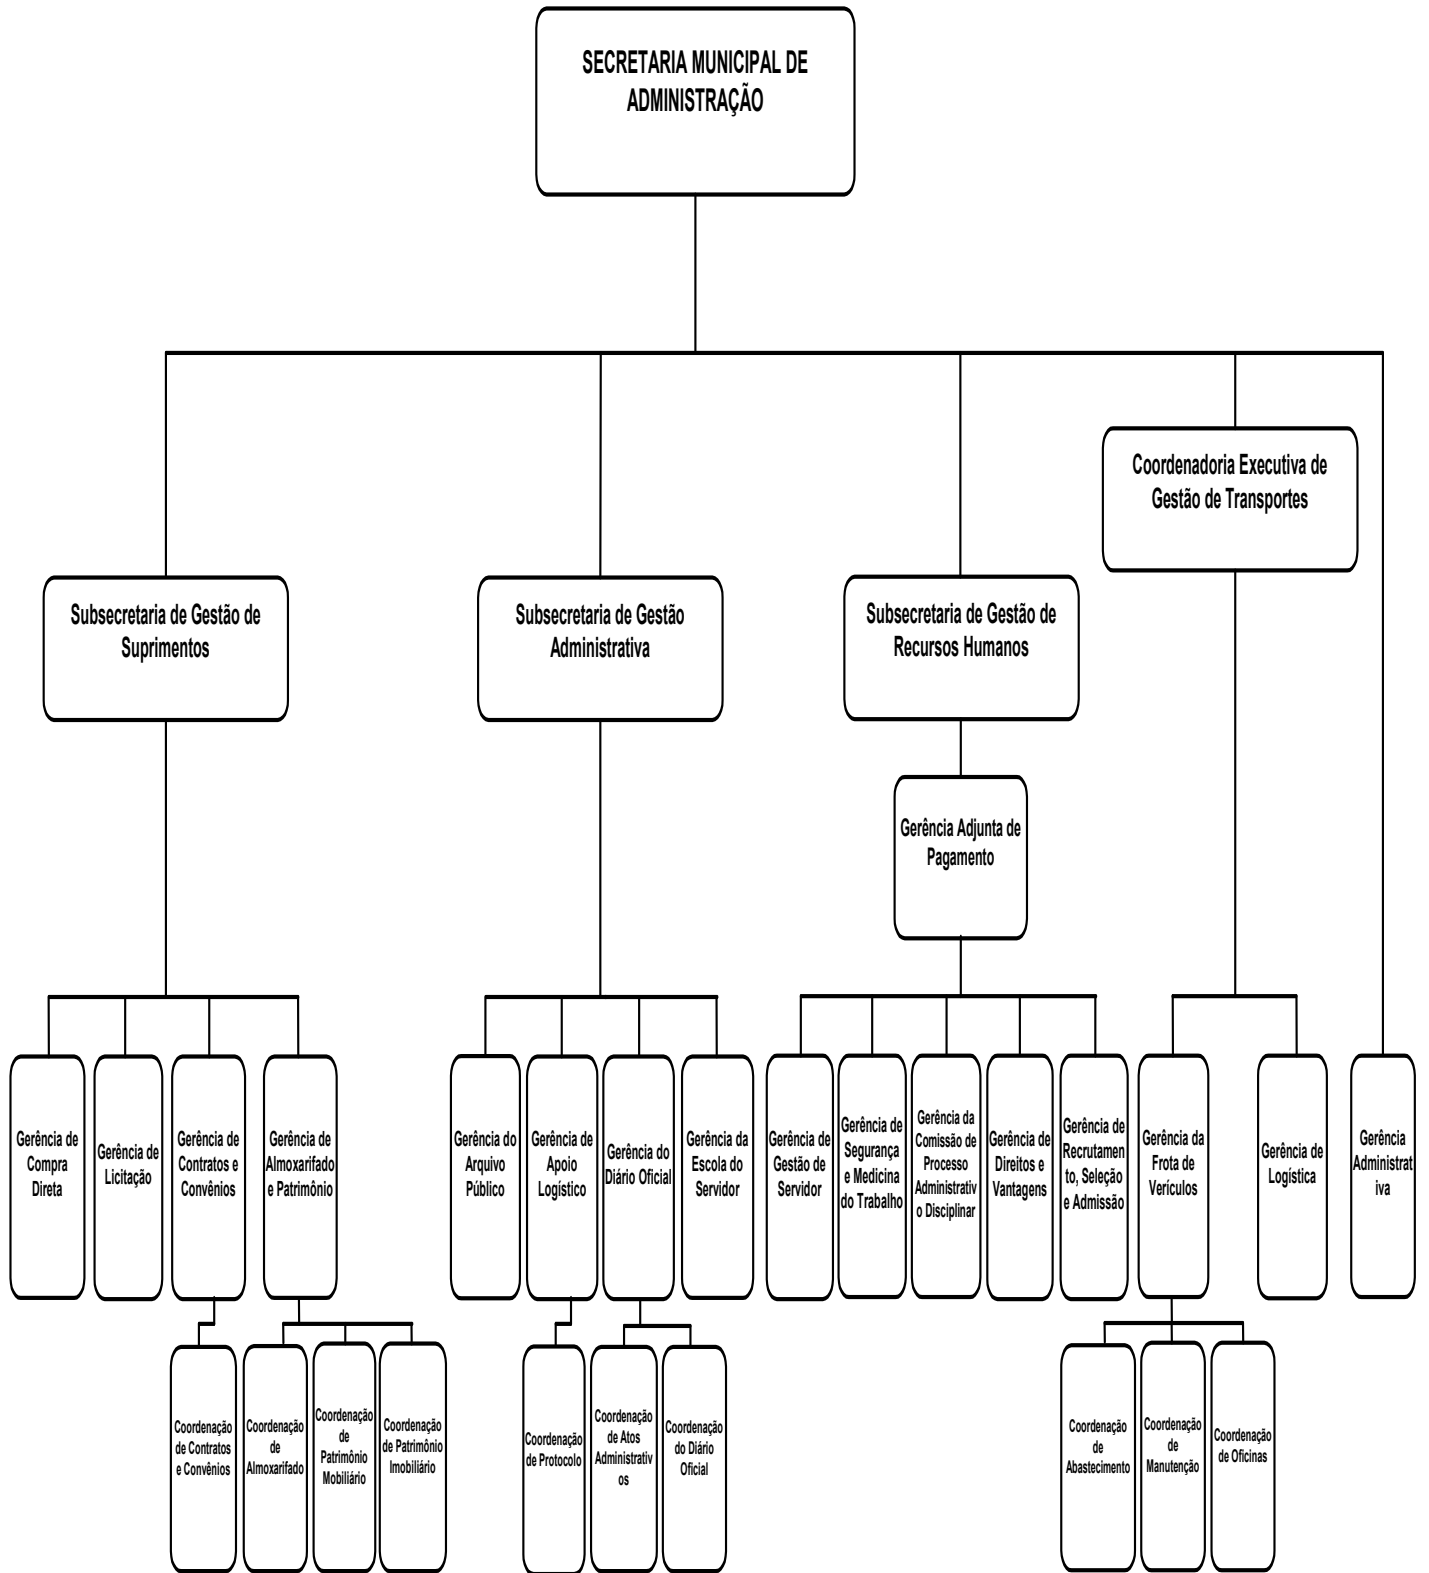 SECRETARIA MUNICIPAL DE
ADMINISTRAÇÃO
Coordenadoria Executiva de
Gestão de Transportes
Subsecretaria de Gestão de
Suprimentos
Subsecretaria de Gestão
Administrativa
Subsecretaria de Gestão de
Recursos Humanos
Gerência Adjunta de
Pagamento
Gerência de
Compra
Direta
Gerência de
Licitação
Gerência de
Contratos e
Convênios
Gerência de
Almoxarifado
e Patrimônio
Gerência do
Arquivo
Público
Gerência de
Apoio
Logístico
Gerência do
Diário Oficial
Gerência da
Escola do
Servidor
Gerência de
Gestão de
Servidor
Gerência de
Segurança
e Medicina
do Trabalho
Gerência da
Comissão de
Processo
Administrativ
o Disciplinar
Gerência de
Direitos e
Vantagens
Gerência de
Recrutamen
to, Seleção
e Admissão
Gerência da
Frota de
Verículos
Gerência de
Logística
Gerência
Administrat
iva
Coordenação
de Contratos
e Convênios
Coordenação
de
Almoxarifado
Coordenação
de
Patrimônio
Mobiliário
Coordenação
de Patrimônio
Imobiliário
Coordenação
de Protocolo
Coordenação
de Atos
Administrativ
os
Coordenação
do Diário
Oficial
Coordenação
de
Abastecimento
Coordenação
de
Manutenção
Coordenação
de Oficinas